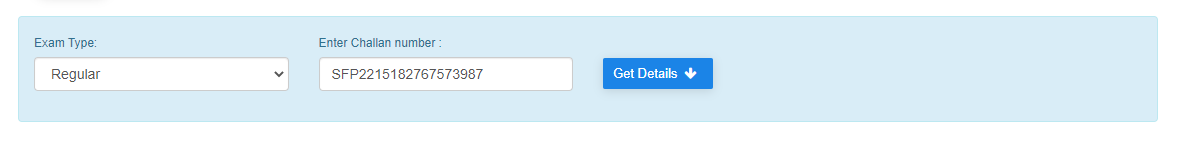 Exam Type:
Enter Challan number :
Regular
SFP2215182767573987
Get Details